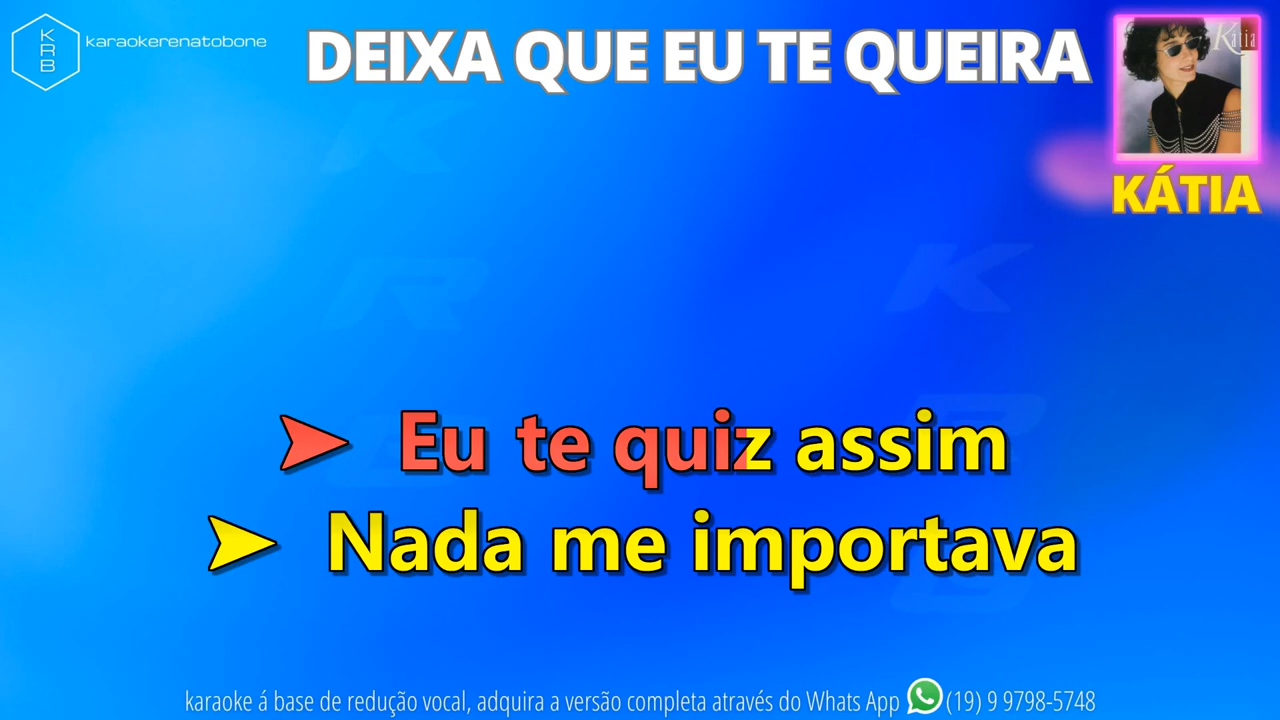 KRB karaokerenatobone
DEIXA QUE EU TE QUEIRA
Kátia
KÁTIA
➤ Eu te quiz assim
➤ Nada me importava
karaoke á base de redução vocal, adquira a versão completa através do Whats App (19) 9 9798-5748